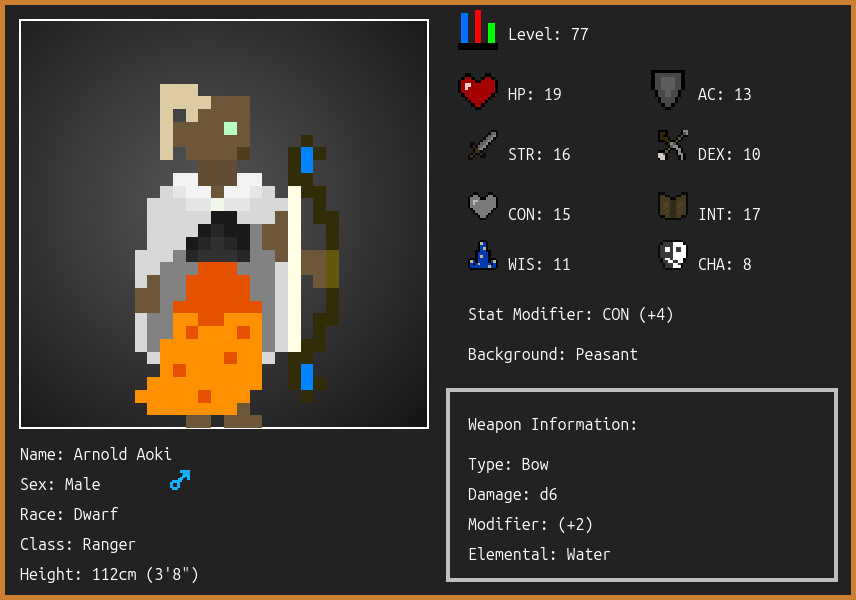 Level: 77
HP: 19
AC: 13
STR: 16
DEX: 10
CON: 15
INT: 17
WIS: 11
CHA: 8
Stat Modifier: CON (+4)
Background: Peasant
Weapon Information:
Type: Bow
Damage: d6
Modifier: (+2)
Elemental: Water
Name: Arnold Aoki
Sex: Male
Race: Dwarf
Class: Ranger
Height: 112cm (3'8")